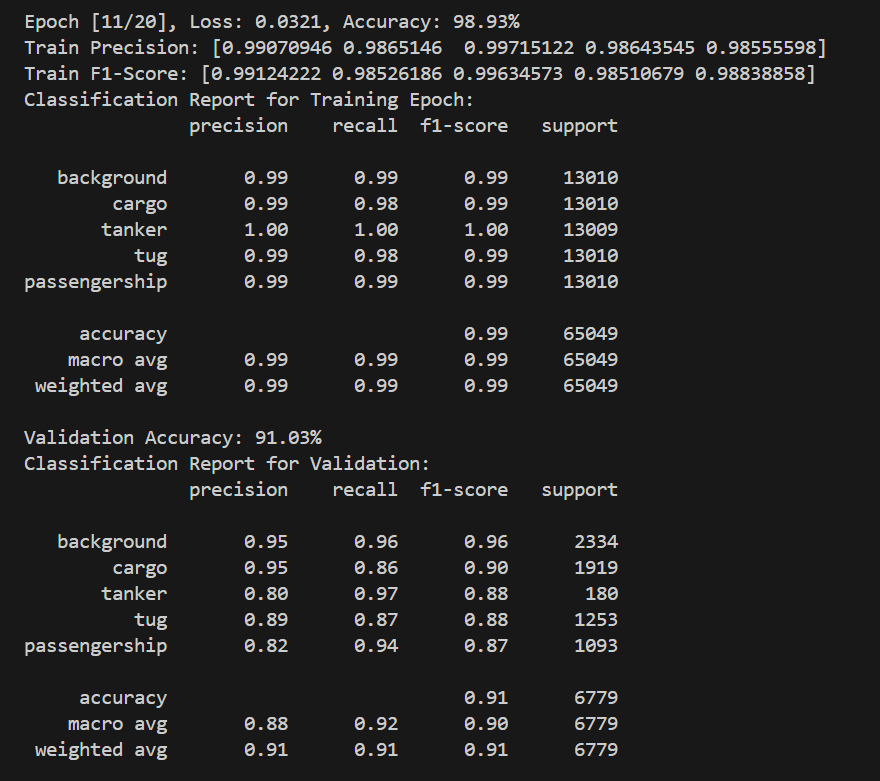 Epoch [11/20], Loss: 0.0321, Accuracy: 98.93%
Train Precision: [0.99070946 0.9865146  0.99715122 0.98643545 0.98555598]
Train F1-Score: [0.99124222 0.98526186 0.99634573 0.98510679 0.98838858]
Classification Report for Training Epoch:
               precision    recall  f1-score   support

   background       0.99      0.99      0.99     13010
        cargo       0.99      0.98      0.99     13010
       tanker       1.00      1.00      1.00     13009
          tug       0.99      0.98      0.99     13010
passengership       0.99      0.99      0.99     13010

     accuracy                           0.99     65049
    macro avg       0.99      0.99      0.99     65049
 weighted avg       0.99      0.99      0.99     65049

Validation Accuracy: 91.03%
Classification Report for Validation:
               precision    recall  f1-score   support

   background       0.95      0.96      0.96      2334
        cargo       0.95      0.86      0.90      1919
       tanker       0.80      0.97      0.88       180
          tug       0.89      0.87      0.88      1253
passengership       0.82      0.94      0.87      1093

     accuracy                           0.91      6779
    macro avg       0.88      0.92      0.90      6779
 weighted avg       0.91      0.91      0.91      6779